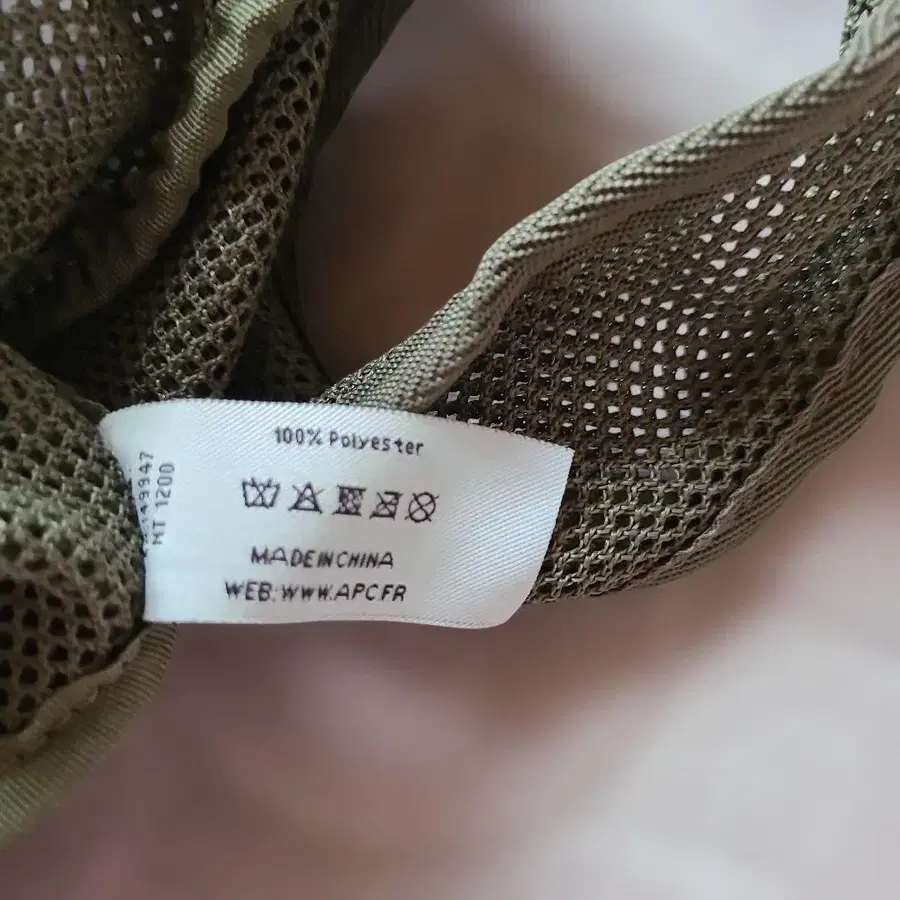 100% Polyester
MADE IN CHINA
WEB: WWW.APC.FR
HT 1200